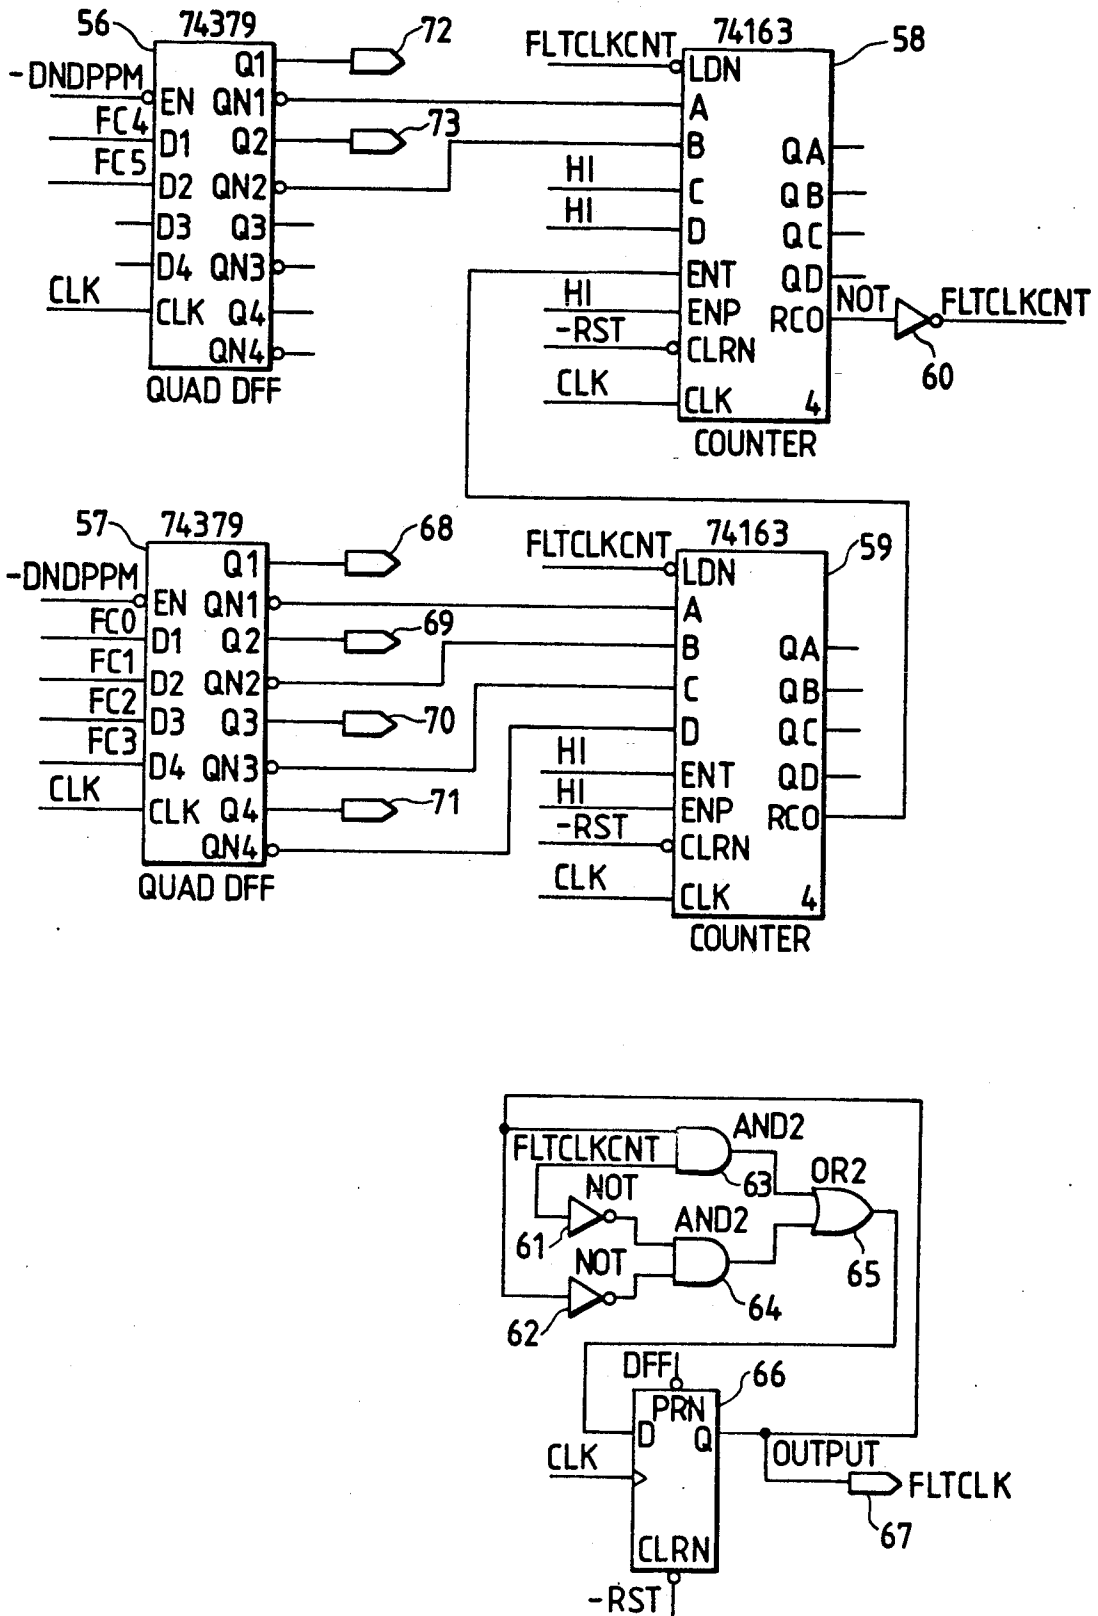 56
74379
-DNDPPM
EN
FC4
D1
FC5
D2
D3
D4
CLK
CLK
Q1
QN1
Q2
QN2
Q3
QN3
Q4
QN4
QUAD DFF
72
73
74163
58
FLTCLKCNT
LDN
A
B
HI
C
HI
D
ENT
HI
ENP
-RST
CLRN
CLK
CLK
QA
QB
QC
QD
RCO
4
COUNTER
NOT
FLTCLKCNT
60
57
74379
-DNDPPM
EN
FC0
D1
FC1
D2
FC2
D3
FC3
D4
CLK
CLK
Q1
QN1
Q2
QN2
Q3
QN3
Q4
QN4
QUAD DFF
68
69
70
71
74163
59
FLTCLKCNT
LDN
A
B
C
D
HI
ENT
HI
ENP
-RST
CLRN
CLK
CLK
QA
QB
QC
QD
RCO
4
COUNTER
AND2
FLTCLKCNT
63
OR2
NOT
61
AND2
65
NOT
64
62
DFF
66
PRN
D
Q
CLK
OUTPUT
FLTCLK
67
CLRN
-RST